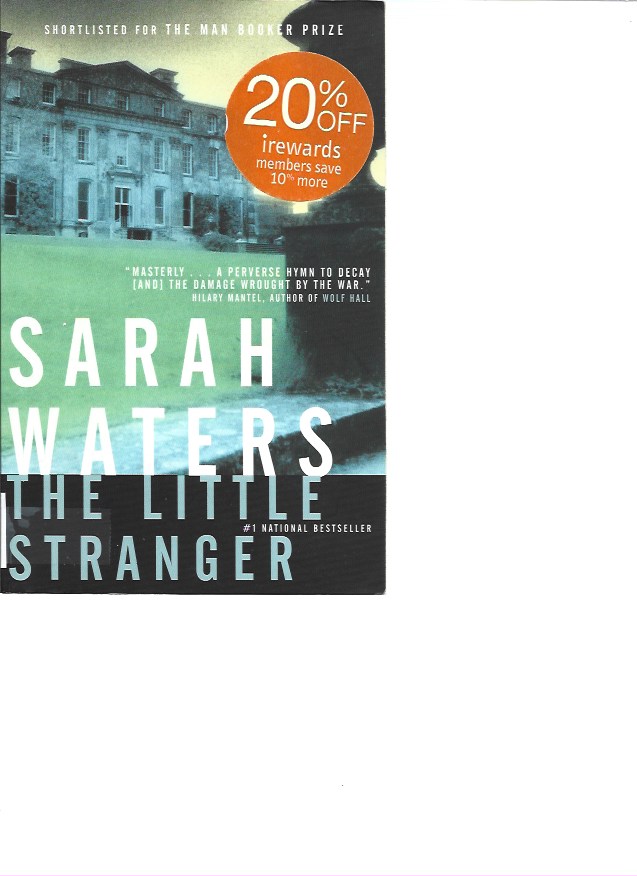 SHORTLISTED FOR THE MAN BOOKER PRIZE
20% OFF
irewards
members save
10% more
"MASTERLY . . . A PERVERSE HYMN TO DECAY
[AND] THE DAMAGE WROUGHT BY THE WAR."
HILARY MANTEL, AUTHOR OF WOLF HALL
SARAH
WATERS
THE LITTLE
#1 NATIONAL BESTSELLER
STRANGER